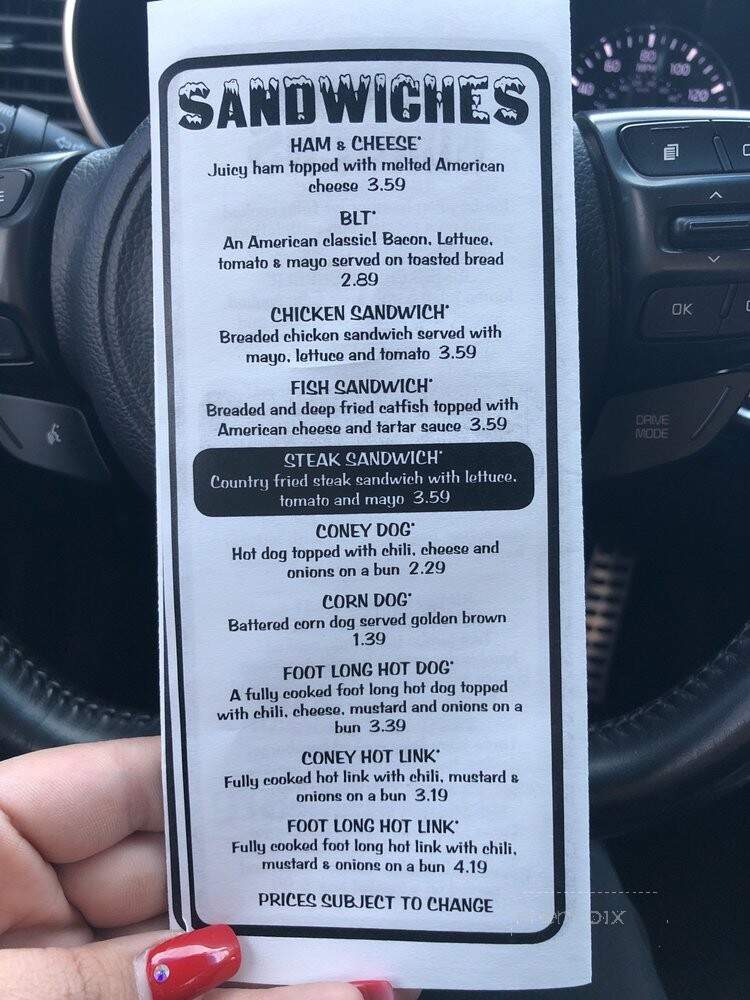 SANDWICHES
HAM & CHEESE*
Juicy ham topped with melted American
cheese 3.59
BLT*
An American classic! Bacon, Lettuce,
tomato & mayo served on toasted bread
2.89
CHICKEN SANDWICH*
Breaded chicken sandwich served with
mayo, lettuce and tomato 3.59
FISH SANDWICH*
Breaded and deep fried catfish topped with
American cheese and tartar sauce 3.59
STEAK SANDWICH*
Country fried steak sandwich with lettuce,
tomato and mayo 3.59
CONEY DOG*
Hot dog topped with chili, cheese and
onions on a bun 2.29
CORN DOG*
Battered corn dog served golden brown
1.39
FOOT LONG HOT DOG*
A fully cooked foot long hot dog topped
with chili, cheese, mustard and onions on a
bun 3.39
CONEY HOT LINK*
Fully cooked hot link with chili, mustard &
onions on a bun 3.19
FOOT LONG HOT LINK*
Fully cooked foot long hot link with chili,
mustard & onions on a bun 4.19
PRICES SUBJECT TO CHANGE
60 80 100 120
MPH
OK
DRIVE
MODE